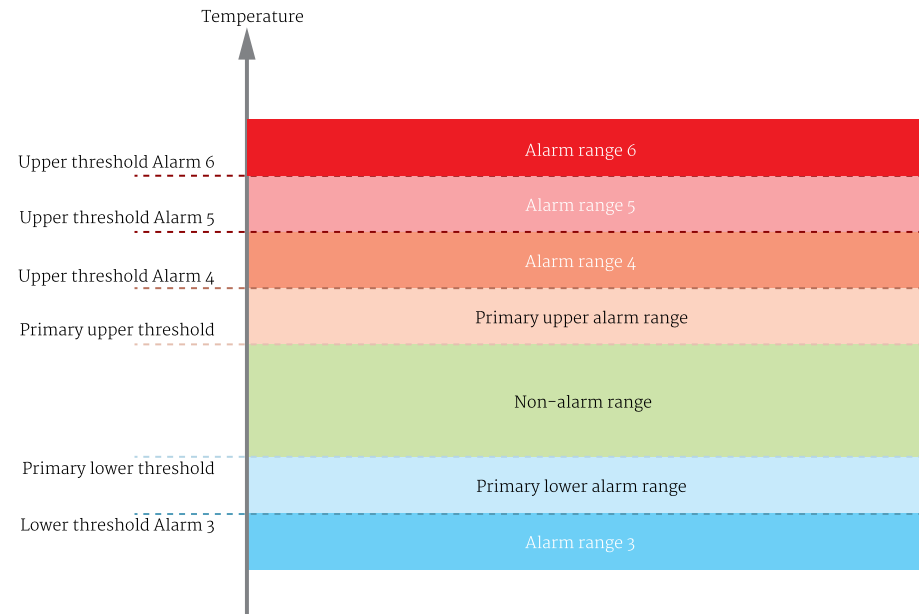 Temperature
Alarm range 6
Upper threshold Alarm 6
Alarm range 5
Upper threshold Alarm 5
Alarm range 4
Upper threshold Alarm 4
Primary upper alarm range
Primary upper threshold
Non-alarm range
Primary lower threshold
Primary lower alarm range
Lower threshold Alarm 3
Alarm range 3